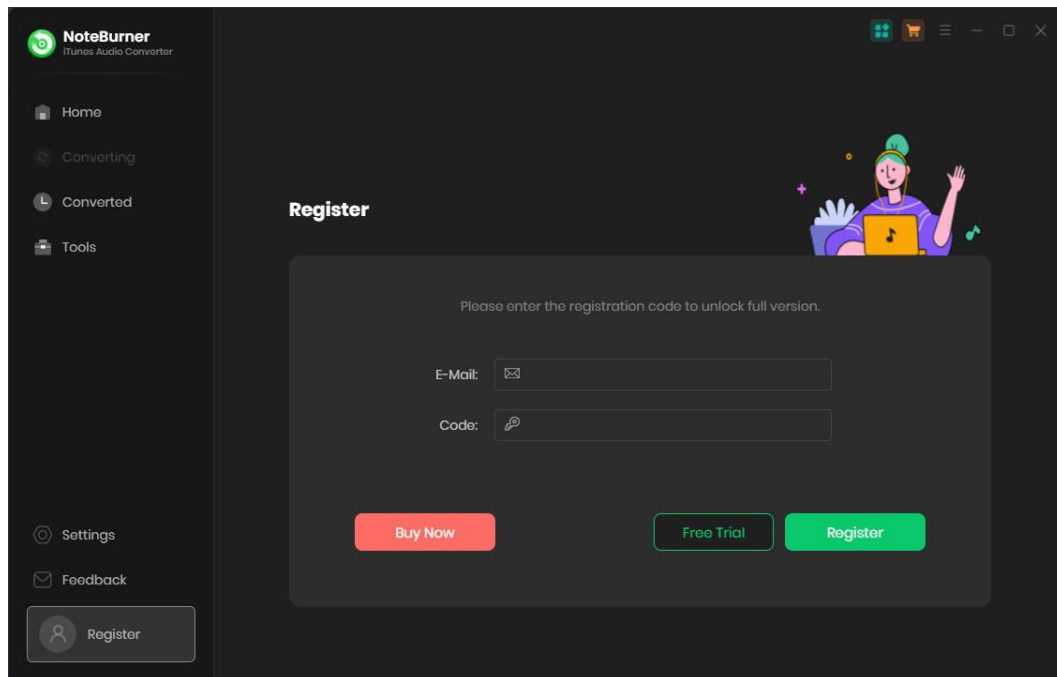 NoteBurner
iTunes Audio Converter
Home
Converting
Converted
Tools
Settings
Feedback
Register
Register
Please enter the registration code to unlock full version.
E-Mail:
Code:
Buy Now
Free Trial
Register